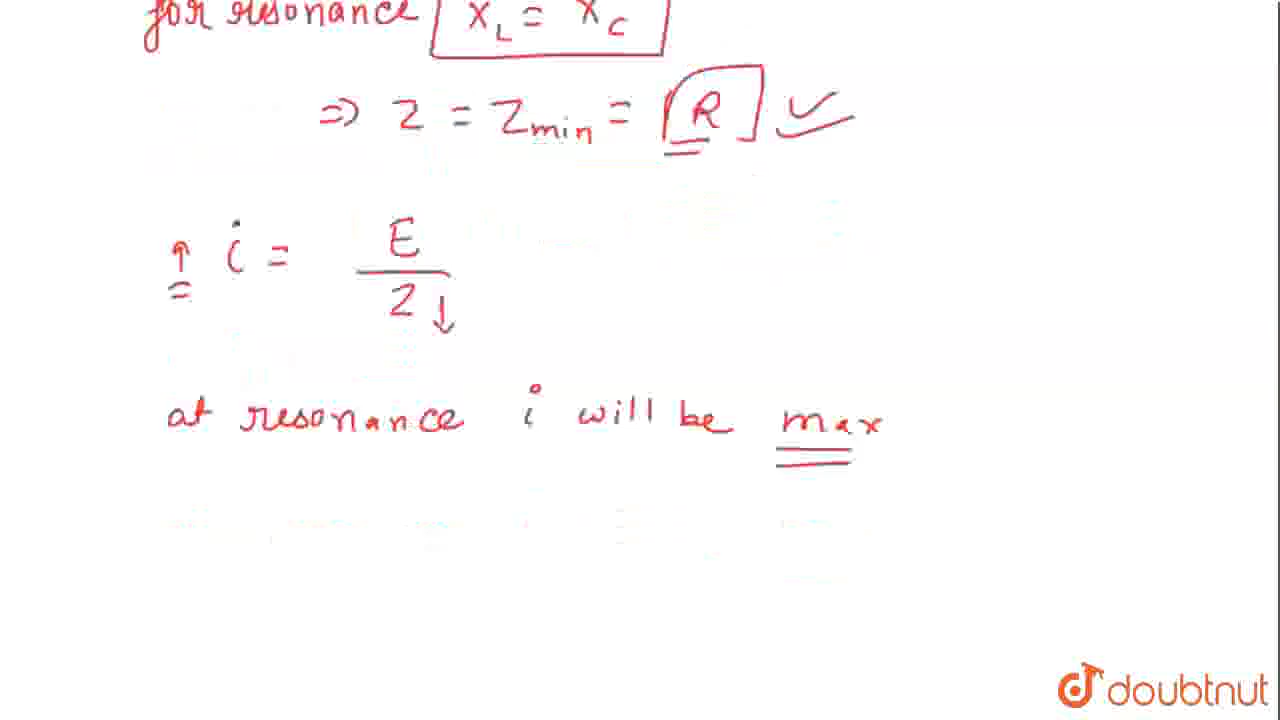 for resonance X_L = X_C
⇒ Z = Z_min = R ✓
↑ i = E / Z ↓
at resonance i will be max
doubtnut